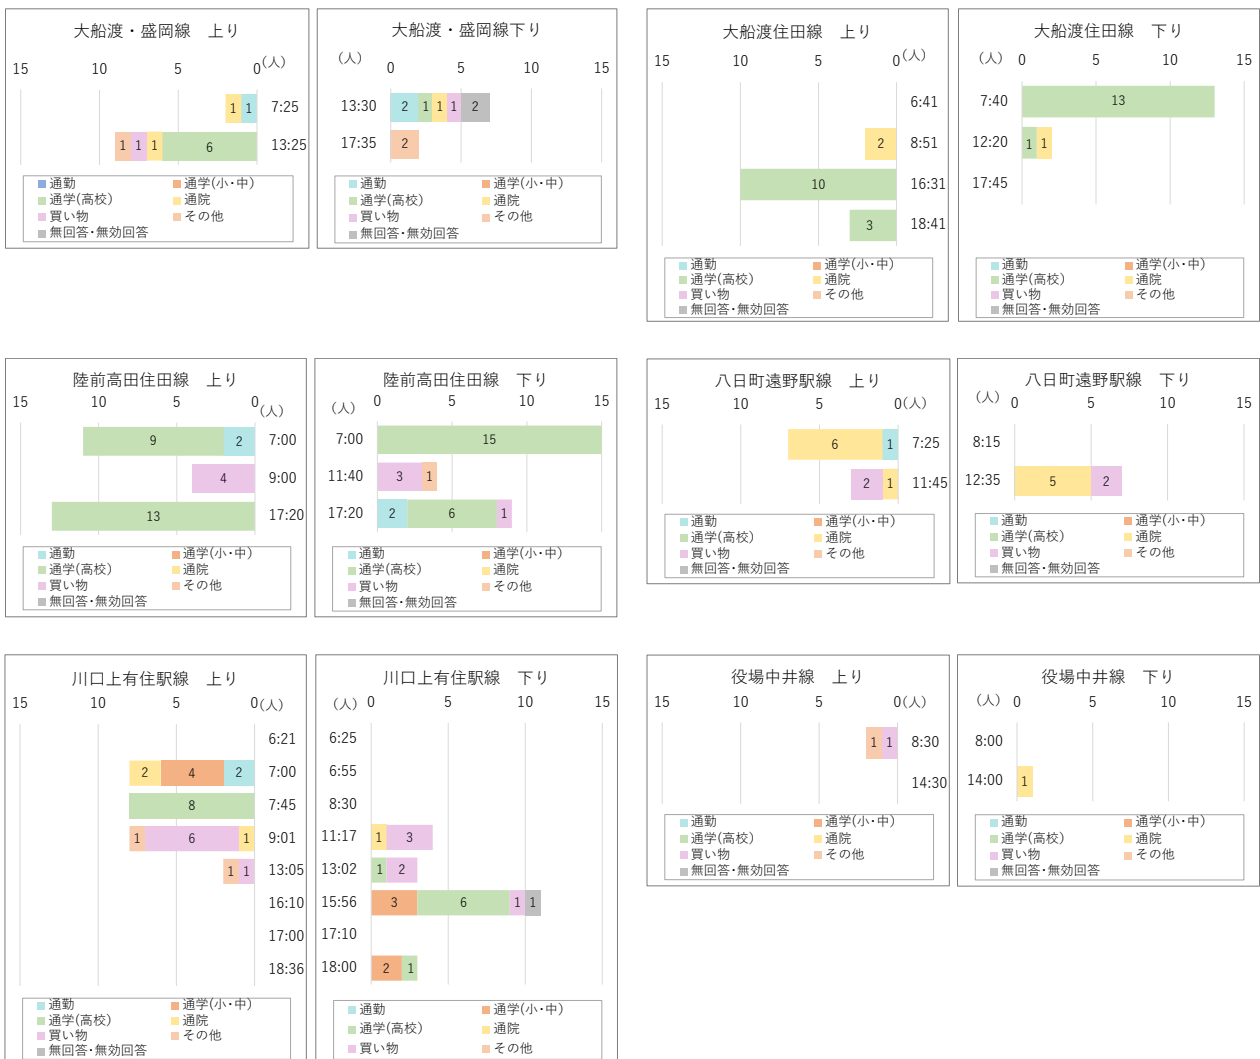 大船渡・盛岡線　上り
15 10 5 0 (人)
1 1 7:25
1 1 1 6 13:25
通勤 通学(小・中)
通学(高校) 通院
買い物 その他
無回答・無効回答
大船渡・盛岡線下り
(人) 0 5 10 15
13:30 2 1 1 1 2
17:35 2
通勤 通学(小・中)
通学(高校) 通院
買い物 その他
無回答・無効回答
大船渡住田線　上り
15 10 5 0 (人)
6:41
2 8:51
10 16:31
3 18:41
通勤 通学(小・中)
通学(高校) 通院
買い物 その他
無回答・無効回答
大船渡住田線　下り
(人) 0 5 10 15
7:40 13
12:20 1 1
17:45
通勤 通学(小・中)
通学(高校) 通院
買い物 その他
無回答・無効回答
陸前高田住田線　上り
15 10 5 0 (人)
9 2 7:00
4 9:00
13 17:20
通勤 通学(小・中)
通学(高校) 通院
買い物 その他
無回答・無効回答
陸前高田住田線　下り
(人) 0 5 10 15
7:00 15
11:40 3 1
17:20 2 6 1
通勤 通学(小・中)
通学(高校) 通院
買い物 その他
無回答・無効回答
八日町遠野駅線　上り
15 10 5 0 (人)
6 1 7:25
2 1 11:45
通勤 通学(小・中)
通学(高校) 通院
買い物 その他
無回答・無効回答
八日町遠野駅線　下り
(人) 0 5 10 15
8:15
12:35 5 2
通勤 通学(小・中)
通学(高校) 通院
買い物 その他
無回答・無効回答
川口上有住駅線　上り
15 10 5 0 (人)
6:21
2 4 2 7:00
8 7:45
1 6 1 9:01
1 1 13:05
16:10
17:00
18:36
通勤 通学(小・中)
通学(高校) 通院
買い物 その他
無回答・無効回答
川口上有住駅線　下り
(人) 0 5 10 15
6:25
6:55
8:30
11:17 1 3
13:02 1 2
15:56 3 6 1 1
17:10
18:00 2 1
通勤 通学(小・中)
通学(高校) 通院
買い物 その他
役場中井線　上り
15 10 5 0 (人)
1 1 8:30
14:30
通勤 通学(小・中)
通学(高校) 通院
買い物 その他
無回答・無効回答
役場中井線　下り
(人) 0 5 10 15
8:00
14:00 1
通勤 通学(小・中)
通学(高校) 通院
買い物 その他
無回答・無効回答